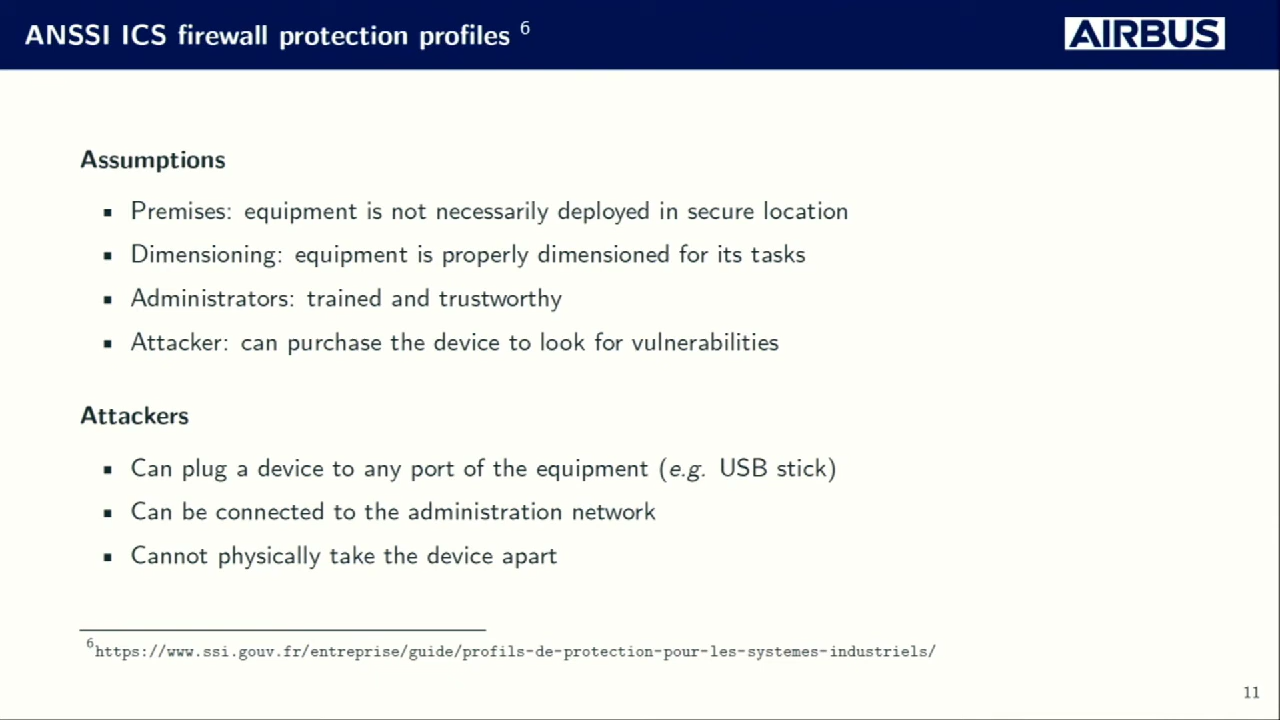 ANSSI ICS firewall protection profiles 6
AIRBUS
Assumptions
▪ Premises: equipment is not necessarily deployed in secure location
▪ Dimensioning: equipment is properly dimensioned for its tasks
▪ Administrators: trained and trustworthy
▪ Attacker: can purchase the device to look for vulnerabilities
Attackers
▪ Can plug a device to any port of the equipment (e.g. USB stick)
▪ Can be connected to the administration network
▪ Cannot physically take the device apart
6https://www.ssi.gouv.fr/entreprise/guide/profils-de-protection-pour-les-systemes-industriels/
11